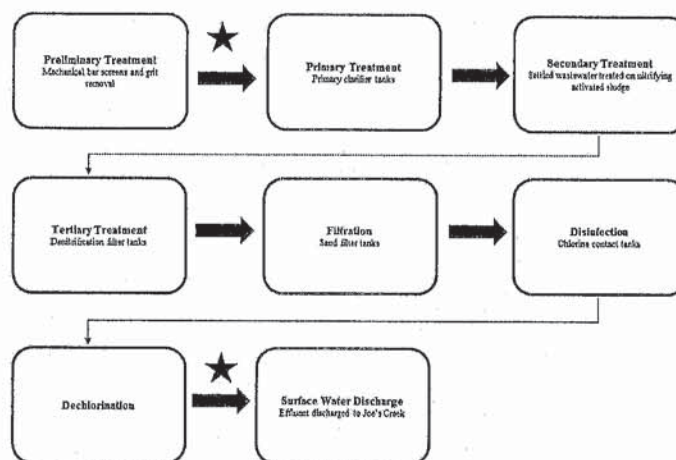 Preliminary Treatment
Mechanical bar screens and grit
removal
Primary Treatment
Primary clarifier tanks
Secondary Treatment
Settled wastewater treated on nitrifying
activated sludge
Tertiary Treatment
Denitrification filter tanks
Filtration
Sand filter tanks
Disinfection
Chlorine contact tanks
Dechlorination
Surface Water Discharge
Effluent discharged to Joe's Creek